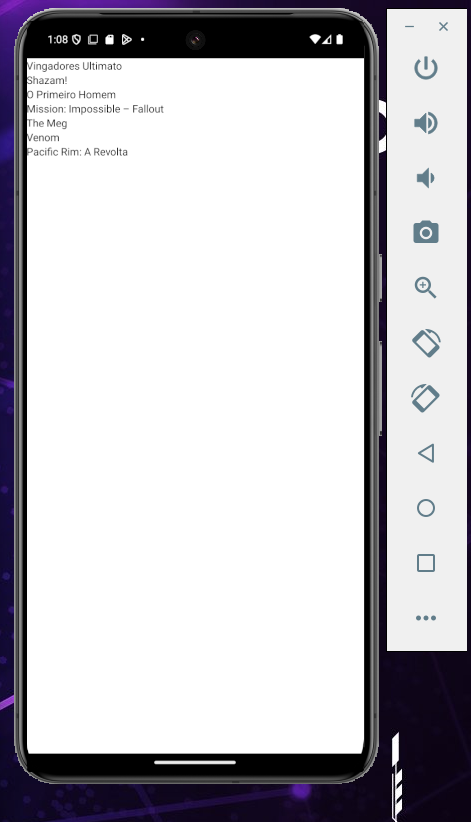 1:08
Vingadores Ultimato
Shazam!
O Primeiro Homem
Mission: Impossible – Fallout
The Meg
Venom
Pacific Rim: A Revolta